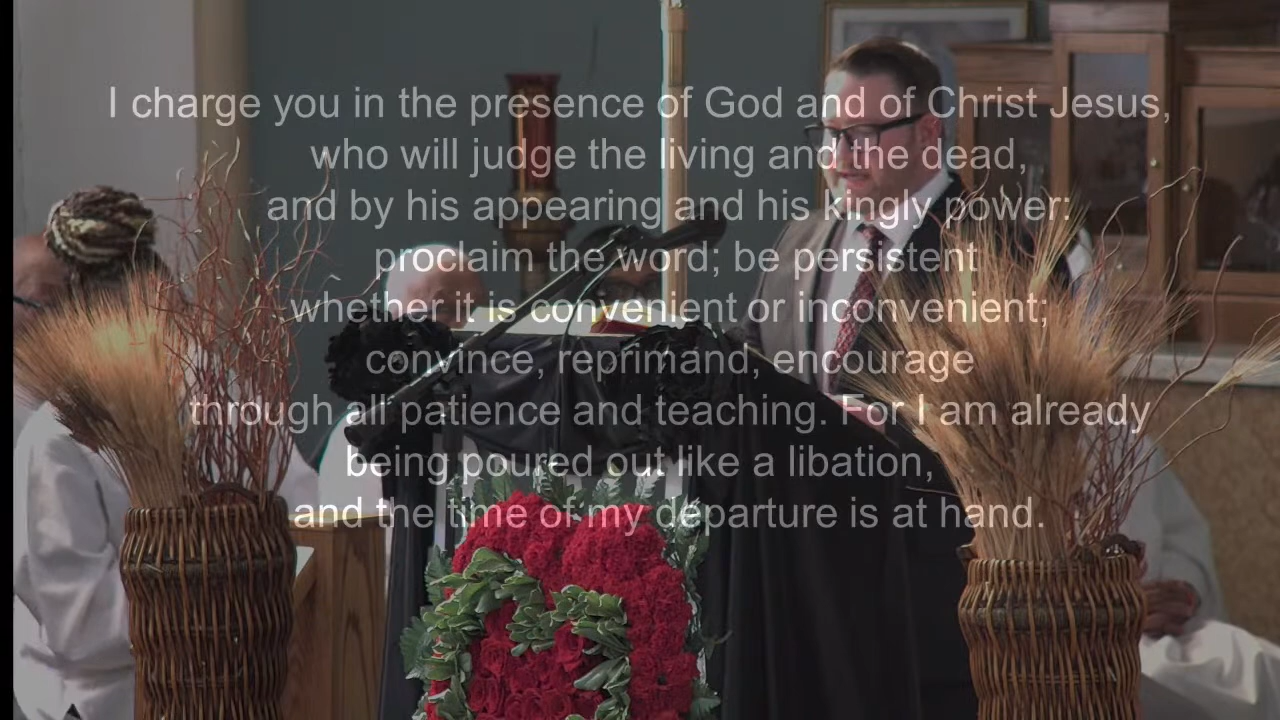 I charge you in the presence of God and of Christ Jesus,
who will judge the living and the dead,
and by his appearing and his kingly power:
proclaim the word; be persistent
whether it is convenient or inconvenient;
convince, reprimand, encourage
through all patience and teaching. For I am already
being poured out like a libation,
and the time of my departure is at hand.